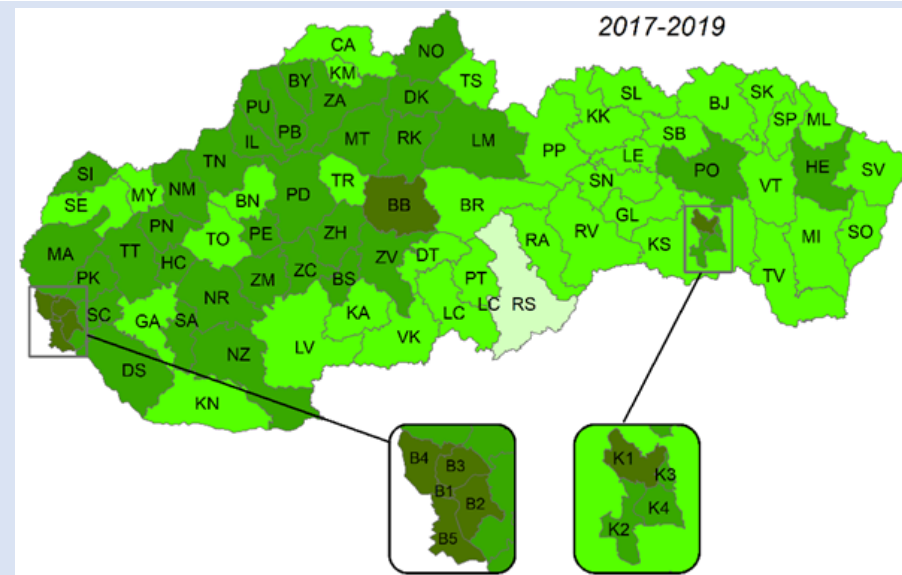 2017-2019
CA
NO
KM
TS
BY
ZA
DK
SL
SK
BJ
PU
KK
SP
ML
PB
IL
MT
RK
LM
SB
PP
LE
TN
HE
SI
PO
SV
VT
MY
NM
TR
SN
BN
PD
SE
BB
BR
GL
PN
TO
PE
ZH
RA
RV
SO
MA
TT
KS
MI
HC
ZV
DT
PK
ZM
ZC
BS
PT
TV
NR
LC
RS
SC
GA
SA
KA
LC
VK
LV
NZ
DS
KN
B4
B3
B1
B2
B5
K1
K3
K4
K2